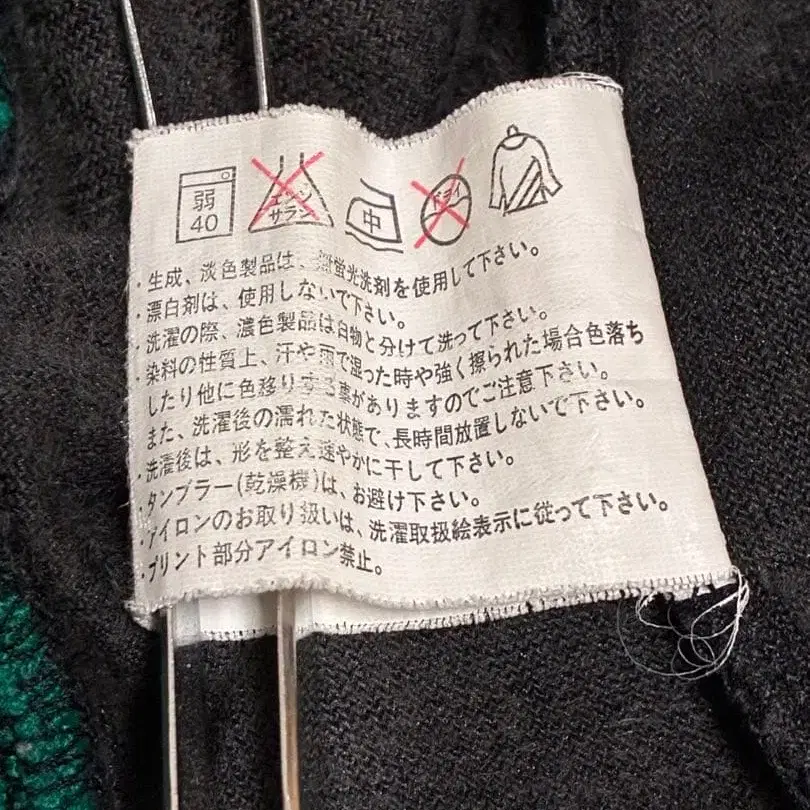 弱
40
エンソ
サラシ
中
ドライ
・生成、淡色製品は、無蛍光洗剤を使用して下さい。
・漂白剤は、使用しないで下さい。
・洗濯の際、濃色製品は白物と分けて洗って下さい。
・染料の性質上、汗や雨で湿った時や強く擦られた場合色落ち
したり他に色移りする事がありますのでご注意下さい。
また、洗濯後の濡れた状態で、長時間放置しないで下さい。
・洗濯後は、形を整え速やかに干して下さい。
・タンブラー(乾燥機)は、お避け下さい。
・アイロンのお取り扱いは、洗濯取扱絵表示に従って下さい。
・プリント部分アイロン禁止。